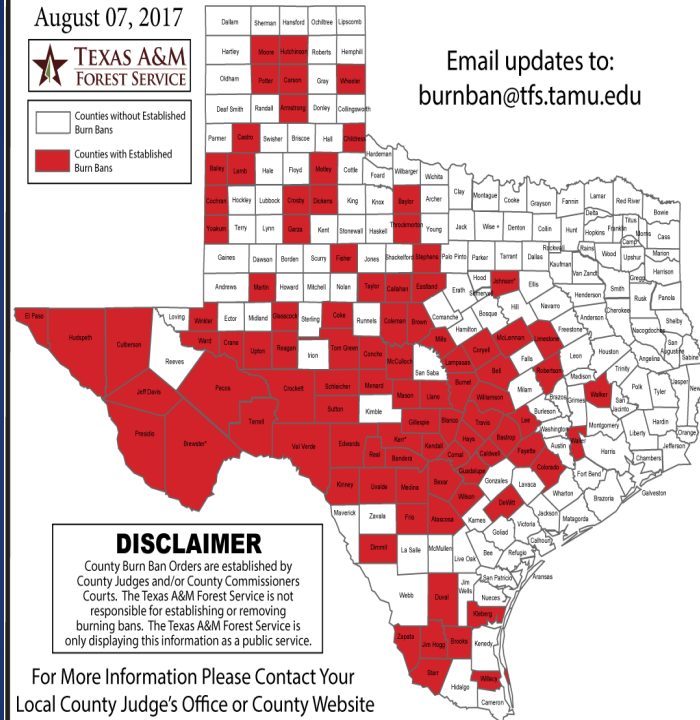 August 07, 2017
TEXAS A&M
FOREST SERVICE
Counties without Established
Burn Bans
Counties with Established
Burn Bans
Email updates to:
burnban@tfs.tamu.edu
Dallam Sherman Hansford Ochiltree Lipscomb
Hartley Moore Hutchinson Roberts Hemphill
Oldham Potter Carson Gray Wheeler
Deaf Smith Randall Armstrong Donley Collingsworth
Parmer Castro Swisher Briscoe Hall Childress
Hardeman
Bailey Lamb Hale Floyd Motley Cottle Foard Wilbarger Wichita
Clay Montague Cooke Grayson Fannin Lamar Red River Bowie
Cochran Hockley Lubbock Crosby Dickens King Knox Baylor Archer
Delta Titus Franklin Morris Cass Camp Hopkins Hunt
Yoakum Terry Lynn Garza Kent Stonewall Haskell Throckmorton Young Jack Wise * Denton Collin
Rockwall Rains Wood Upshur Marion
Gaines Dawson Borden Scurry Fisher Jones Shackelford Stephens Palo Pinto Parker Tarrant Dallas Kaufman Van Zandt Gregg Harrison
Andrews Martin Howard Mitchell Nolan Taylor Callahan Eastland Erath Hood Somervell Johnson* Ellis Henderson Smith Rusk Panola
El Paso Hudspeth Culberson Loving Winkler Ector Midland Glasscock Sterling Coke Runnels Coleman Brown Comanche Hamilton Bosque Hill Navarro Freestone Anderson Cherokee Nacogdoches Shelby
Reeves Ward Crane Upton Reagan Irion Tom Green Concho McCulloch San Saba Mills Lampasas Coryell McLennan Limestone Falls Leon Houston Angelina San Augustine Sabine
Jeff Davis Pecos Crockett Schleicher Menard Mason Llano Burnet Bell Milam Robertson Madison Trinity Polk Tyler Jasper New
Presidio Brewster* Terrell Val Verde Sutton Kimble Gillespie Blanco Williamson Travis Lee Burleson Brazos Grimes Walker San Jacinto Hardin
Edwards Real Kerr* Bandera Kendall Comal Hays Caldwell Bastrop Fayette Washington Austin Waller Montgomery Liberty Orange Jefferson
Kinney Uvalde Medina Bexar Guadalupe Gonzales Lavaca Colorado Fort Bend Harris Chambers Galveston
Maverick Zavala Frio Atascosa Wilson Karnes DeWitt Victoria Jackson Wharton Matagorda Brazoria
Dimmit La Salle McMullen Live Oak Bee Goliad Refugio Calhoun Aransas
Webb Duval Jim Wells San Patricio Nueces Kleberg
Zapata Jim Hogg Brooks Kenedy
Starr Hidalgo Willacy Cameron
DISCLAIMER
County Burn Ban Orders are established by
County Judges and/or County Commissioners
Courts. The Texas A&M Forest Service is not
responsible for establishing or removing
burning bans. The Texas A&M Forest Service is
only displaying this information as a public service.
For More Information Please Contact Your
Local County Judge's Office or County Website